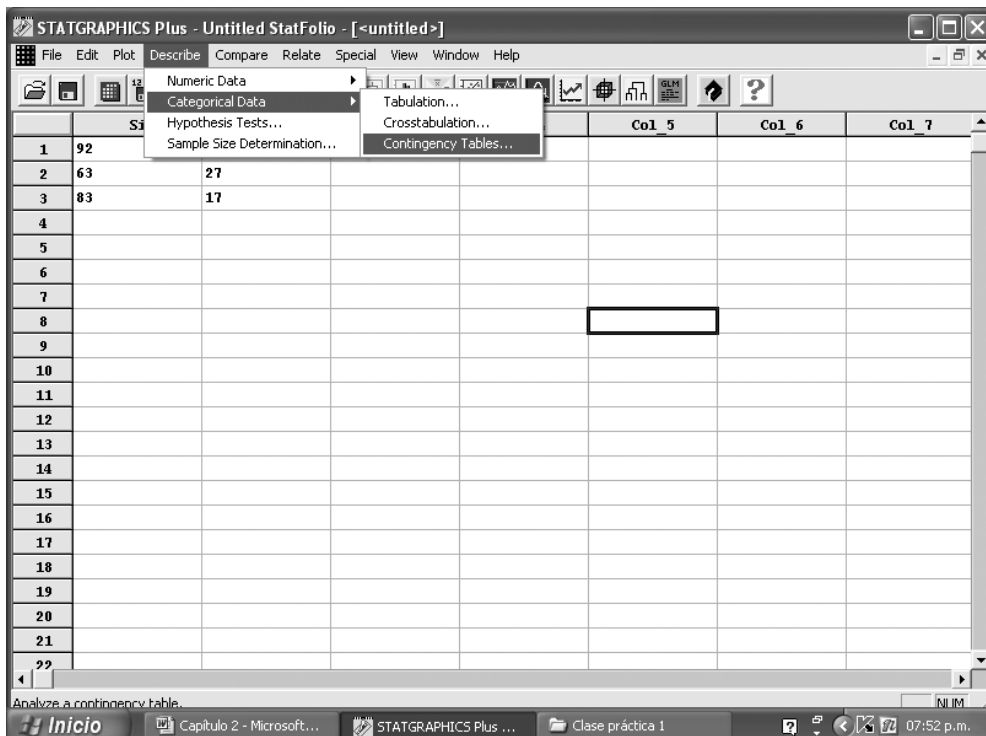 STATGRAPHICS Plus - Untitled StatFolio - [<untitled>]
File Edit Plot Describe Compare Relate Special View Window Help
Numeric Data
Categorical Data
Hypothesis Tests...
Sample Size Determination...
Tabulation...
Crosstabulation...
Contingency Tables...
GLM
Si Col_5 Col_6 Col_7
1 92
2 63 27
3 83 17
4
5
6
7
8
9
10
11
12
13
14
15
16
17
18
19
20
21
22
Analyze a contingency table. NUM
Inicio Capítulo 2 - Microsoft... STATGRAPHICS Plus ... Clase práctica 1 07:52 p.m.